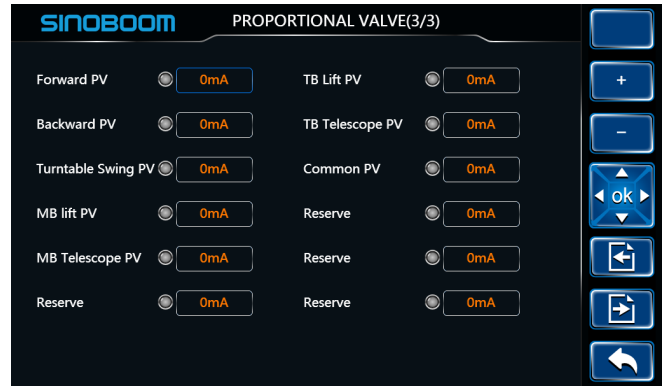 SINOBOOM PROPORTIONAL VALVE(3/3)
Forward PV 0mA TB Lift PV 0mA +
Backward PV 0mA TB Telescope PV 0mA -
Turntable Swing PV 0mA Common PV 0mA
MB lift PV 0mA Reserve 0mA ok
MB Telescope PV 0mA Reserve 0mA
Reserve 0mA Reserve 0mA